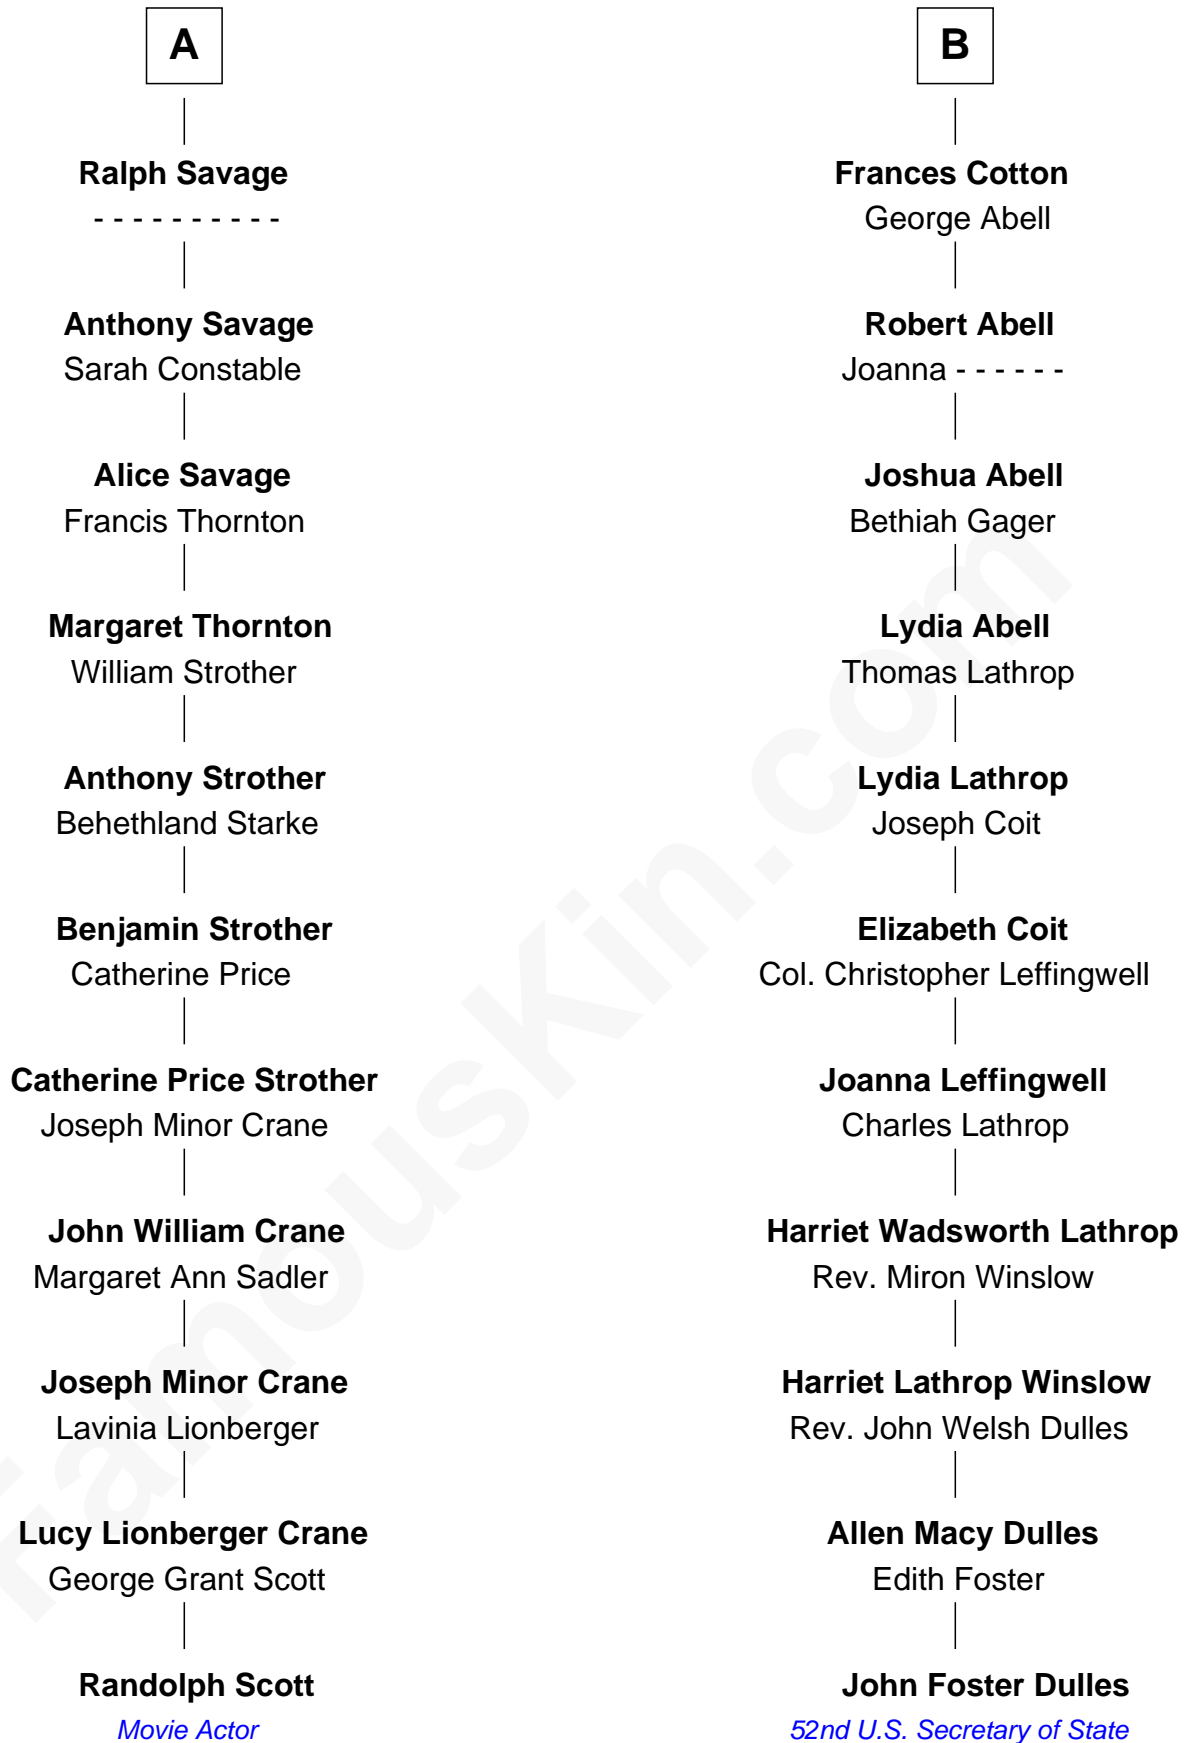 A
Ralph Savage
- - - - - - - - - -
Anthony Savage
Sarah Constable
Alice Savage
Francis Thornton
Margaret Thornton
William Strother
Anthony Strother
Behethland Starke
Benjamin Strother
Catherine Price
Catherine Price Strother
Joseph Minor Crane
John William Crane
Margaret Ann Sadler
Joseph Minor Crane
Lavinia Lionberger
Lucy Lionberger Crane
George Grant Scott
Randolph Scott
Movie Actor
B
Frances Cotton
George Abell
Robert Abell
Joanna - - - - - -
Joshua Abell
Bethiah Gager
Lydia Abell
Thomas Lathrop
Lydia Lathrop
Joseph Coit
Elizabeth Coit
Col. Christopher Leffingwell
Joanna Leffingwell
Charles Lathrop
Harriet Wadsworth Lathrop
Rev. Miron Winslow
Harriet Lathrop Winslow
Rev. John Welsh Dulles
Allen Macy Dulles
Edith Foster
John Foster Dulles
52nd U.S. Secretary of State
FamousKin.com